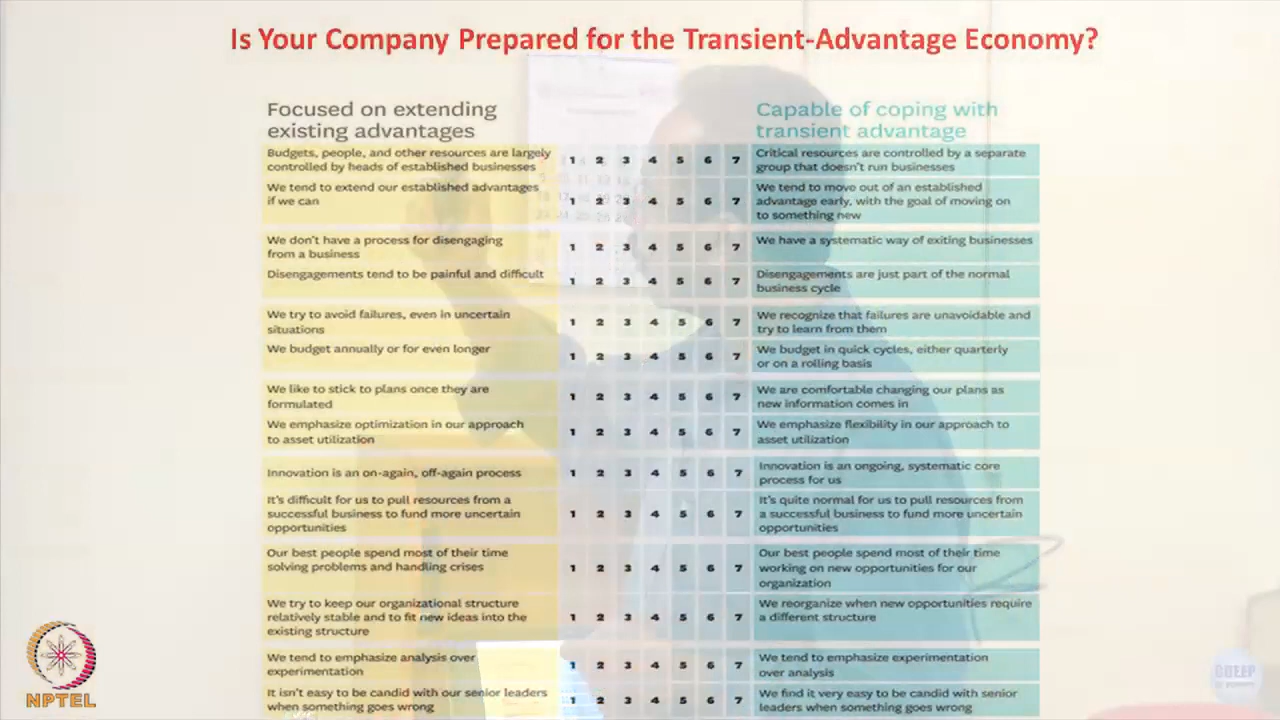 Is Your Company Prepared for the Transient-Advantage Economy?
Focused on extending
existing advantages
Capable of coping with
transient advantage
Budgets, people, and other resources are largely
controlled by heads of established businesses
1 2 3 4 5 6 7
Critical resources are controlled by a separate
group that doesn't run businesses
We tend to extend our established advantages
if we can
1 2 3 4 5 6 7
We tend to move out of an established
advantage early, with the goal of moving on
to something new
We don't have a process for disengaging
from a business
1 2 3 4 5 6 7
We have a systematic way of exiting businesses
Disengagements tend to be painful and difficult
1 2 3 4 5 6 7
Disengagements are just part of the normal
business cycle
We try to avoid failures, even in uncertain
situations
1 2 3 4 5 6 7
We recognize that failures are unavoidable and
try to learn from them
We budget annually or for even longer
1 2 3 4 5 6 7
We budget in quick cycles, either quarterly
or on a rolling basis
We like to stick to plans once they are
formulated
1 2 3 4 5 6 7
We are comfortable changing our plans as
new information comes in
We emphasize optimization in our approach
to asset utilization
1 2 3 4 5 6 7
We emphasize flexibility in our approach to
asset utilization
Innovation is an on-again, off-again process
1 2 3 4 5 6 7
Innovation is an ongoing, systematic core
process for us
It's difficult for us to pull resources from a
successful business to fund more uncertain
opportunities
1 2 3 4 5 6 7
It's quite normal for us to pull resources from
a successful business to fund more uncertain
opportunities
Our best people spend most of their time
solving problems and handling crises
1 2 3 4 5 6 7
Our best people spend most of their time
working on new opportunities for our
organization
We try to keep our organizational structure
relatively stable and to fit new ideas into the
existing structure
1 2 3 4 5 6 7
We reorganize when new opportunities require
a different structure
We tend to emphasize analysis over
experimentation
1 2 3 4 5 6 7
We tend to emphasize experimentation
over analysis
It isn't easy to be candid with our senior leaders
when something goes wrong
1 2 3 4 5 6 7
We find it very easy to be candid with senior
leaders when something goes wrong
NPTEL